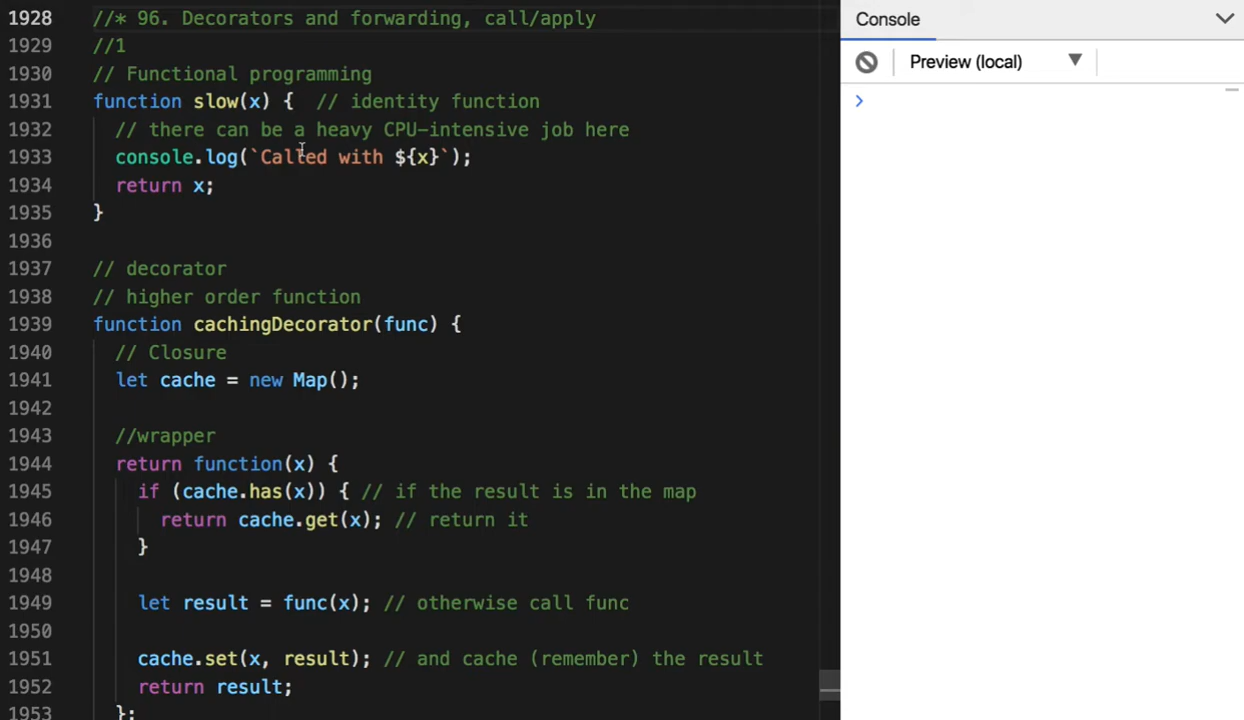 1928 //* 96. Decorators and forwarding, call/apply
1929 //1
1930 // Functional programming
1931 function slow(x) {  // identity function
1932   // there can be a heavy CPU-intensive job here
1933   console.log(`Called with ${x}`);
1934   return x;
1935 }
1936
1937 // decorator
1938 // higher order function
1939 function cachingDecorator(func) {
1940   // Closure
1941   let cache = new Map();
1942
1943   //wrapper
1944   return function(x) {
1945     if (cache.has(x)) { // if the result is in the map
1946       return cache.get(x); // return it
1947     }
1948
1949     let result = func(x); // otherwise call func
1950
1951     cache.set(x, result); // and cache (remember) the result
1952     return result;
1953   };
Console
Preview (local)
>